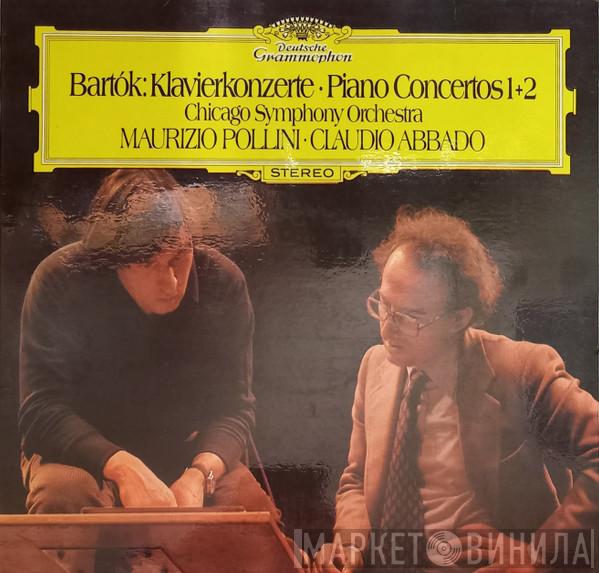 Deutsche
Grammophon
Bartók: Klavierkonzerte · Piano Concertos 1+2
Chicago Symphony Orchestra
MAURIZIO POLLINI · CLAUDIO ABBADO
STEREO
МАРКЕТ ВИНИЛА